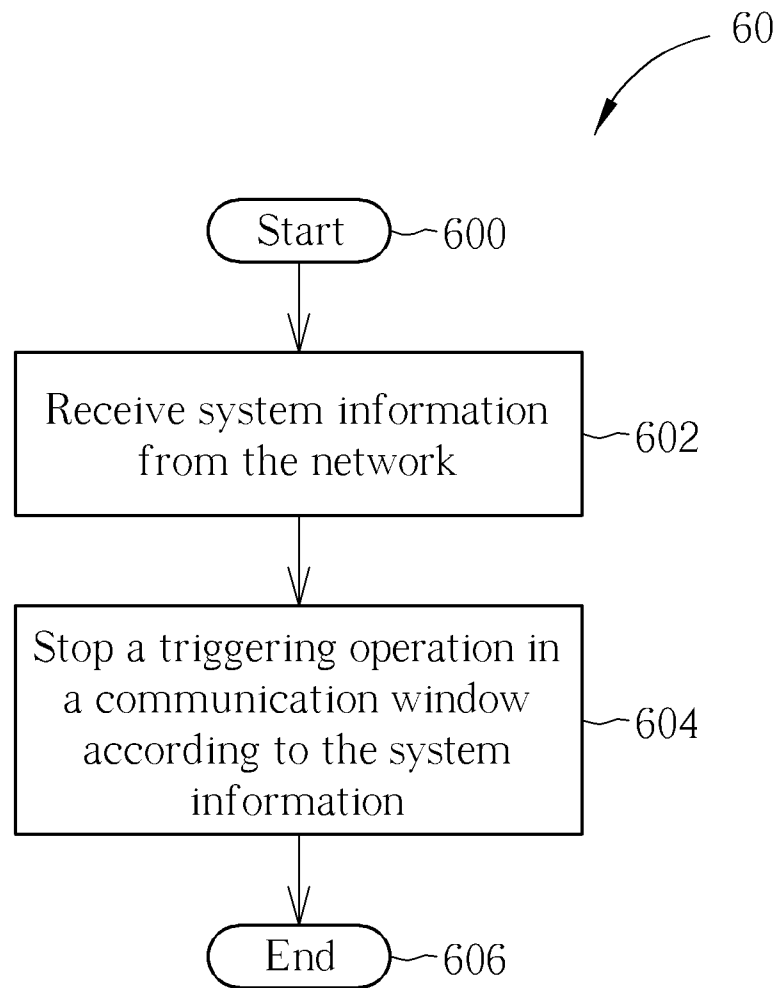 60
Start
600
Receive system information
from the network
602
Stop a triggering operation in
a communication window
according to the system
information
604
End
606